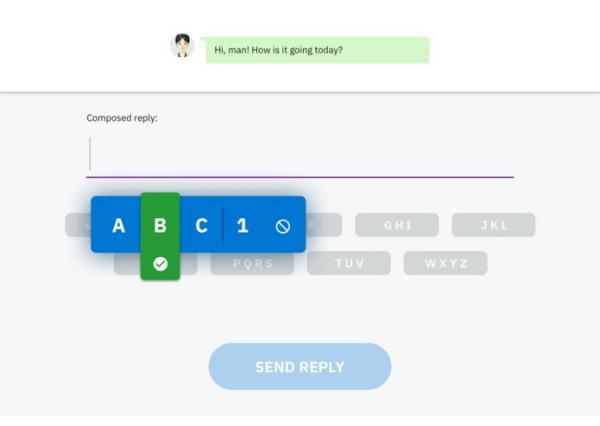 Hi, man! How is it going today?
Composed reply:
A B C 1
GHI JKL
PQRS TUV WXYZ
SEND REPLY